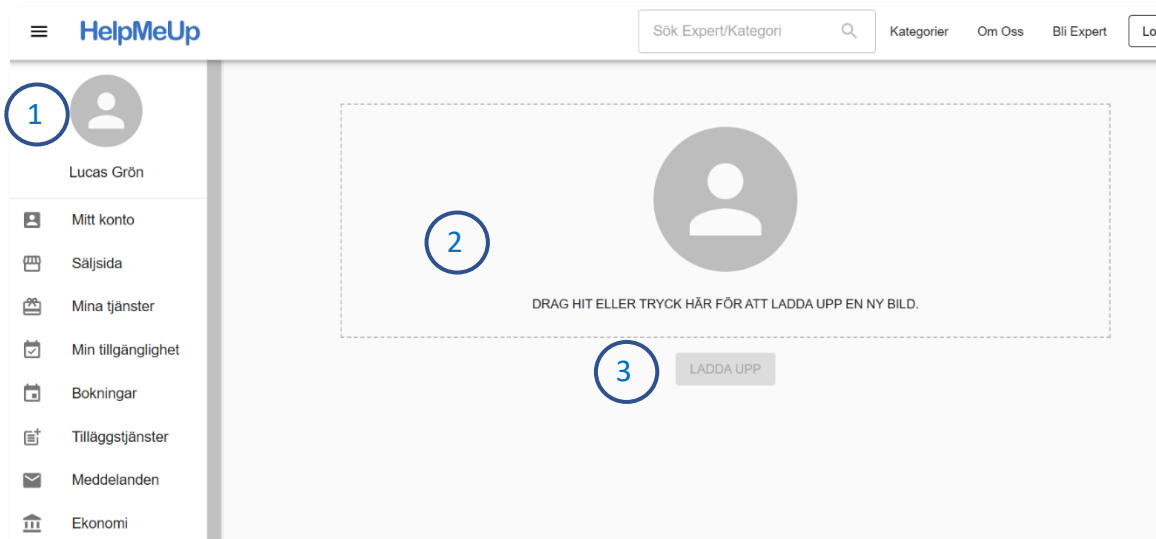 HelpMeUp
Sök Expert/Kategori
Kategorier
Om Oss
Bli Expert
Lo
1
Lucas Grön
Mitt konto
Säljsida
Mina tjänster
Min tillgänglighet
Bokningar
Tilläggstjänster
Meddelanden
Ekonomi
2
DRAG HIT ELLER TRYCK HÄR FÖR ATT LADDA UPP EN NY BILD.
3
LADDA UPP